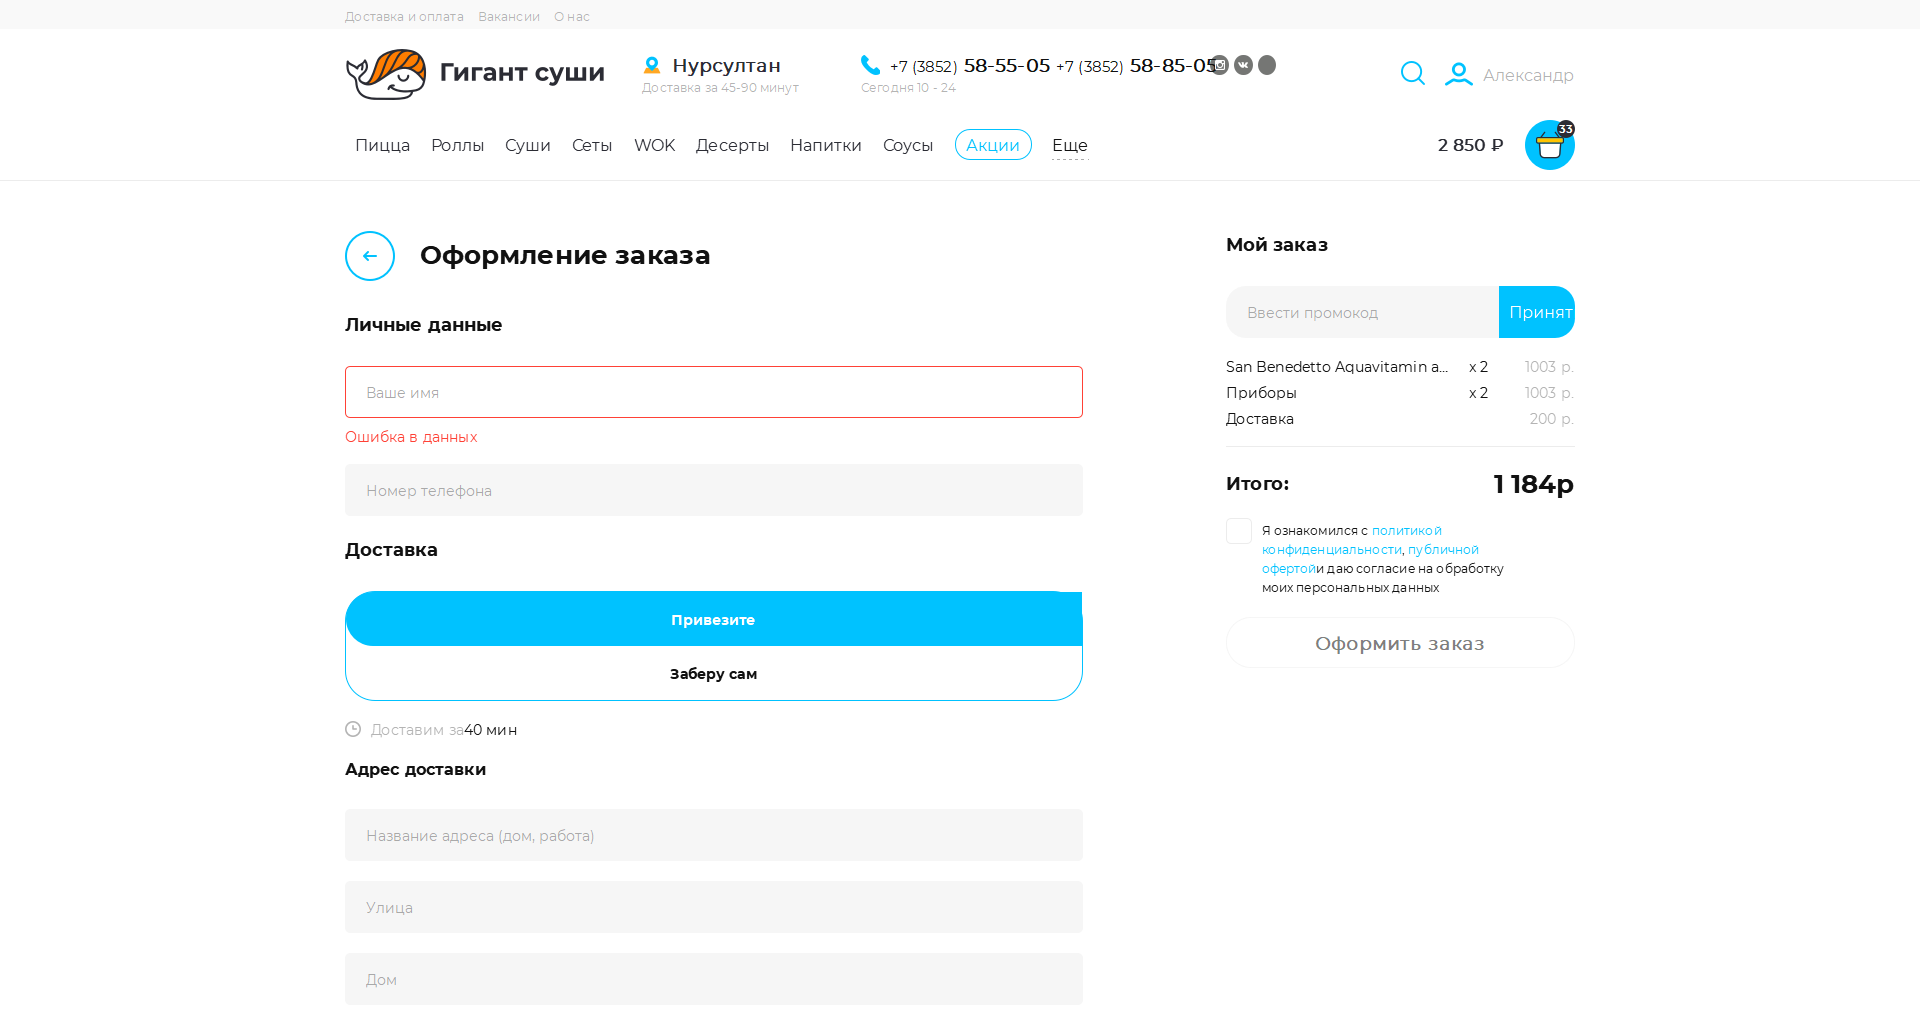 Доставка и оплата Вакансии О нас
Гигант суши
Нурсултан
Доставка за 45-90 минут
+7 (3852) 58-55-05 +7 (3852) 58-85-05
Сегодня 10 - 24
Александр
Пицца Роллы Суши Сеты WOK Десерты Напитки Соусы Акции Еще
2 850 ₽
33
Оформление заказа
Личные данные
Ваше имя
Ошибка в данных
Номер телефона
Доставка
Привезите
Заберу сам
Доставим за40 мин
Адрес доставки
Название адреса (дом, работа)
Улица
Дом
Мой заказ
Ввести промокод
Принят
San Benedetto Aquavitamin a... x 2 1003 р.
Приборы x 2 1003 р.
Доставка 200 р.
Итого: 1 184р
Я ознакомился с политикой
конфиденциальности, публичной
офертойи даю согласие на обработку
моих персональных данных
Оформить заказ